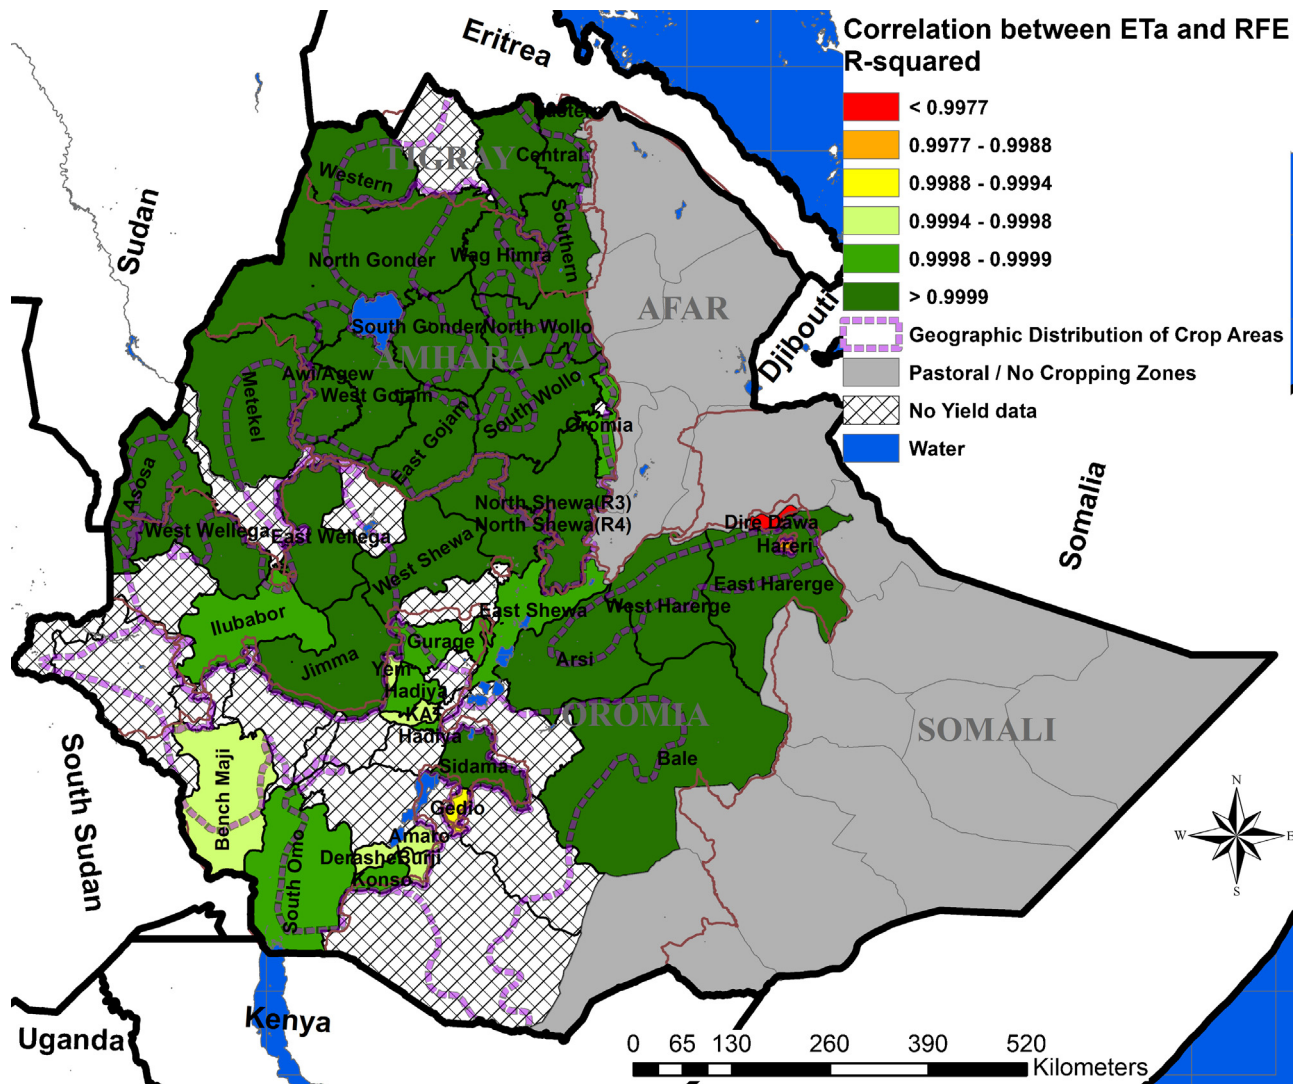 Correlation between ETa and RFE
R-squared
< 0.9977
0.9977 - 0.9988
0.9988 - 0.9994
0.9994 - 0.9998
0.9998 - 0.9999
> 0.9999
Geographic Distribution of Crop Areas
Pastoral / No Cropping Zones
No Yield data
Water
Eritrea
Sudan
Djibouti
Somalia
South Sudan
Uganda
Kenya
TIGRAY
AFAR
AMHARA
OROMIA
SOMALI
Eastern
Central
Western
Southern
North Gonder
Wag Himra
South Gonder
North Wollo
Awi/Agew
West Gojam
South Wollo
Metekel
East Gojam
Oromia
Asosa
West Wellega
East Wellega
North Shewa(R3)
North Shewa(R4)
West Shewa
Dire Dawa
Hareri
East Harerge
West Harerge
East Shewa
Ilubabor
Gurage
Arsi
Jimma
Yem
Hadiya
KAT
Hadiya
Sidama
Bale
Bench Maji
Gedio
Amaro
Derashe
Burji
Konso
South Omo
N
W
E
S
0 65 130 260 390 520
Kilometers